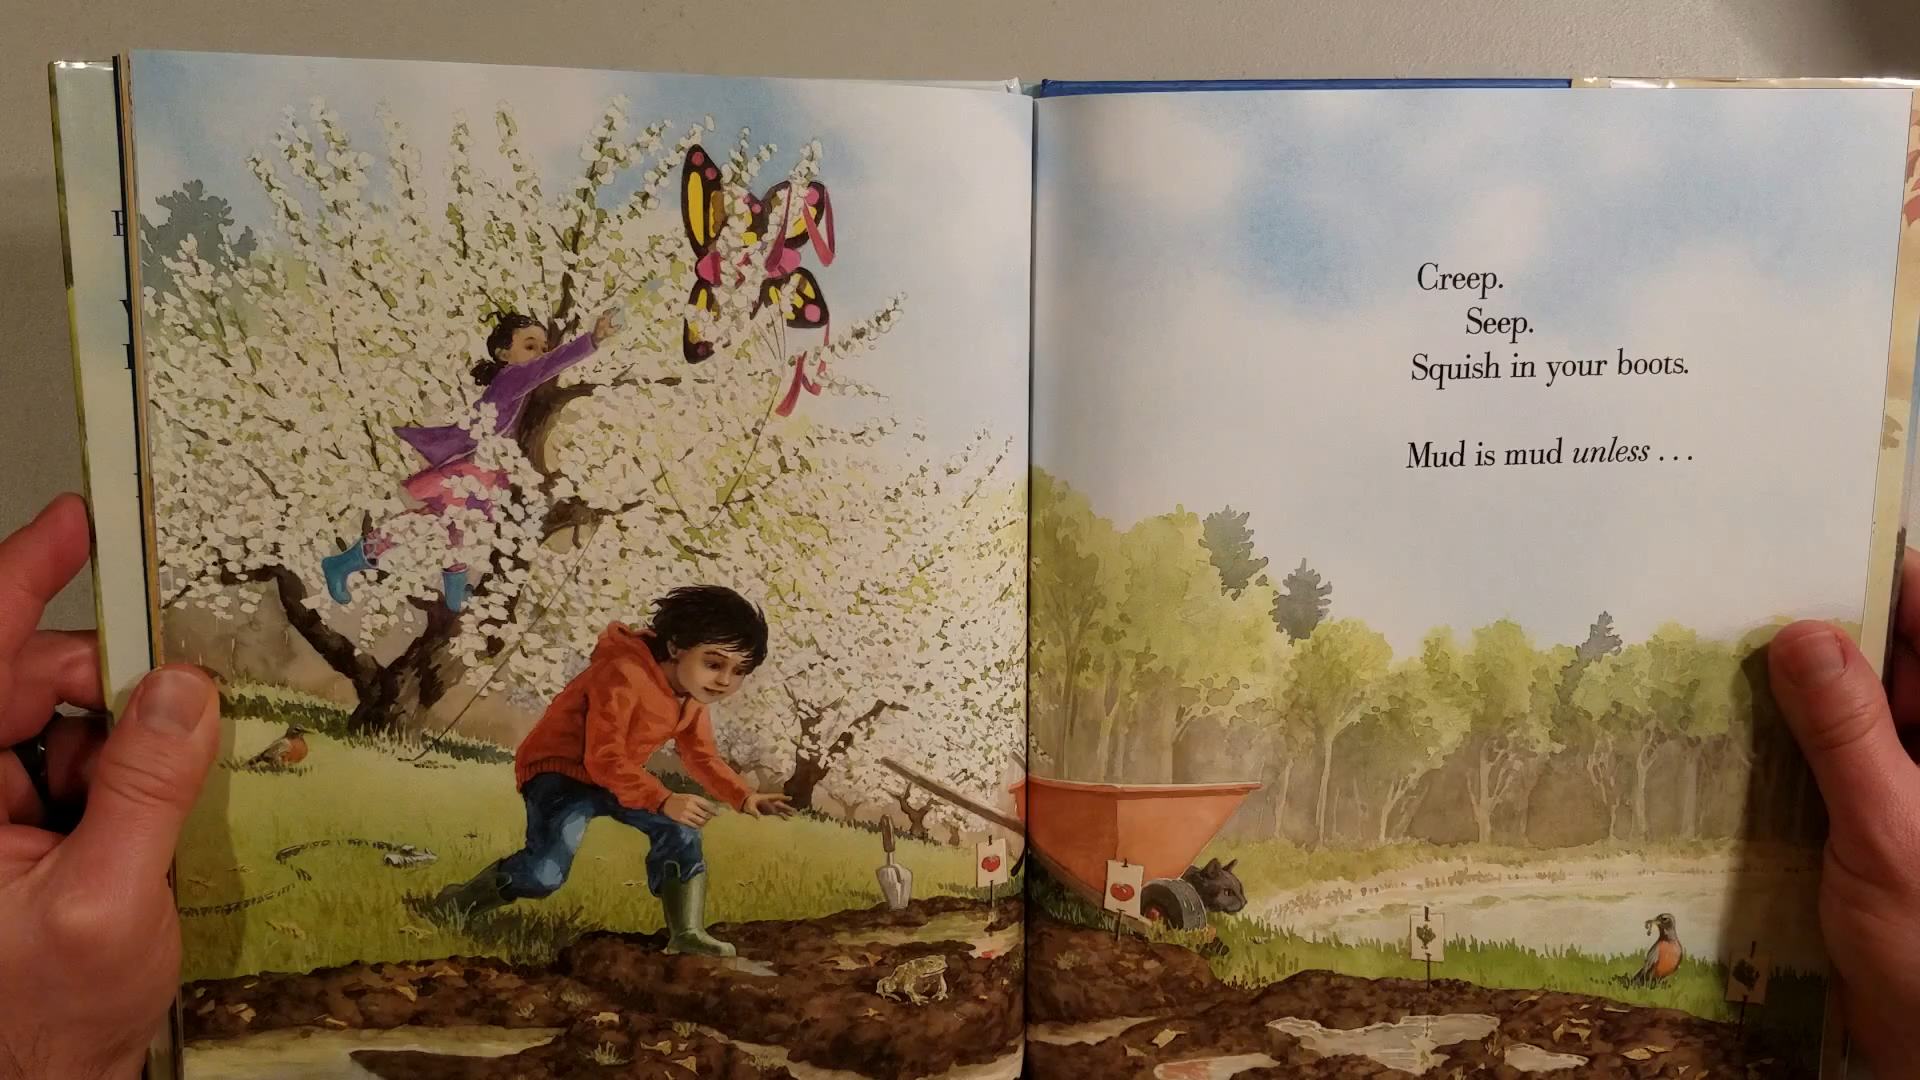 Creep.
Seep.
Squish in your boots.
Mud is mud unless . . .